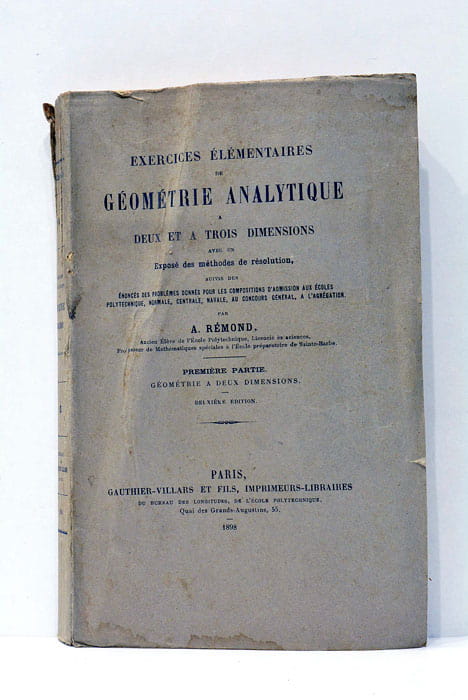 EXERCICES ÉLÉMENTAIRES
DE
GÉOMÉTRIE ANALYTIQUE
A
DEUX ET A TROIS DIMENSIONS
AVEC UN
Exposé des méthodes de résolution,
SUIVIS DES
ÉNONCÉS DES PROBLÈMES DONNÉS POUR LES COMPOSITIONS D'ADMISSION AUX ÉCOLES
POLYTECHNIQUE, NORMALE, CENTRALE, NAVALE, AU CONCOURS GÉNÉRAL, A L'AGRÉGATION.
PAR
A. RÉMOND,
Ancien Élève de l'École Polytechnique, Licencié ès sciences,
Professeur de Mathématiques spéciales à l'École préparatoire de Sainte-Barbe.
PREMIÈRE PARTIE.
GÉOMÉTRIE A DEUX DIMENSIONS.
DEUXIÈME ÉDITION.
PARIS,
GAUTHIER-VILLARS ET FILS, IMPRIMEURS-LIBRAIRES
DU BUREAU DES LONGITUDES, DE L'ÉCOLE POLYTECHNIQUE,
Quai des Grands-Augustins, 55.
1898